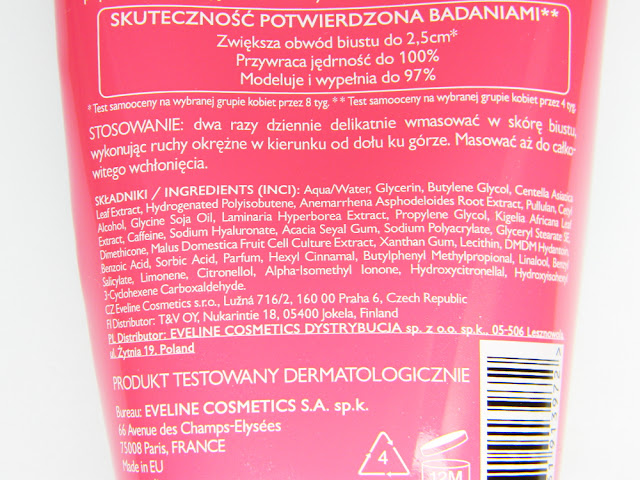 SKUTECZNOŚĆ POTWIERDZONA BADANIAMI**
Zwiększa obwód biustu do 2,5cm*
Przywraca jędrność do 100%
Modeluje i wypełnia do 97%
* Test samooceny na wybranej grupie kobiet przez 8 tyg. * * Test samooceny na wybranej grupie kobiet przez 4 tyg.
STOSOWANIE: dwa razy dziennie delikatnie wmasować w skórę biustu,
wykonując ruchy okrężne w kierunku od dołu ku górze. Masować aż do całko-
witego wchłonięcia.
SKŁADNIKI / INGREDIENTS (INCI): Aqua/Water, Glycerin, Butylene Glycol, Centella Asiatica
Leaf Extract, Hydrogenated Polyisobutene, Anemarrhena Asphodeloides Root Extract, Pullulan, Cetyl
Alcohol, Glycine Soja Oil, Laminaria Hyperborea Extract, Propylene Glycol, Kigelia Africana Leaf
Extract, Caffeine, Sodium Hyaluronate, Acacia Seyal Gum, Sodium Polyacrylate, Glyceryl Stearate SE,
Dimethicone, Malus Domestica Fruit Cell Culture Extract, Xanthan Gum, Lecithin, DMDM Hydantoin,
Benzoic Acid, Sorbic Acid, Parfum, Hexyl Cinnamal, Butylphenyl Methylpropional, Linalool, Benzyl
Salicylate, Limonene, Citronellol, Alpha-Isomethyl Ionone, Hydroxycitronellal, Hydroxyisohexyl
3-Cyclohexene Carboxaldehyde.
CZ Eveline Cosmetics s.r.o., Lužná 716/2, 160 00 Praha 6, Czech Republic
FI Distributor: T&V OY, Nukarintie 18, 05400 Jokela, Finland
PL Distributor: EVELINE COSMETICS DYSTRYBUCJA sp. z o.o. sp.k., 05-506 Lesznowola,
ul. Żytnia 19, Poland
PRODUKT TESTOWANY DERMATOLOGICZNIE
Bureau: EVELINE COSMETICS S.A. sp.k.
66 Avenue des Champs-Elysées
75008 Paris, FRANCE
Made in EU
4
12M